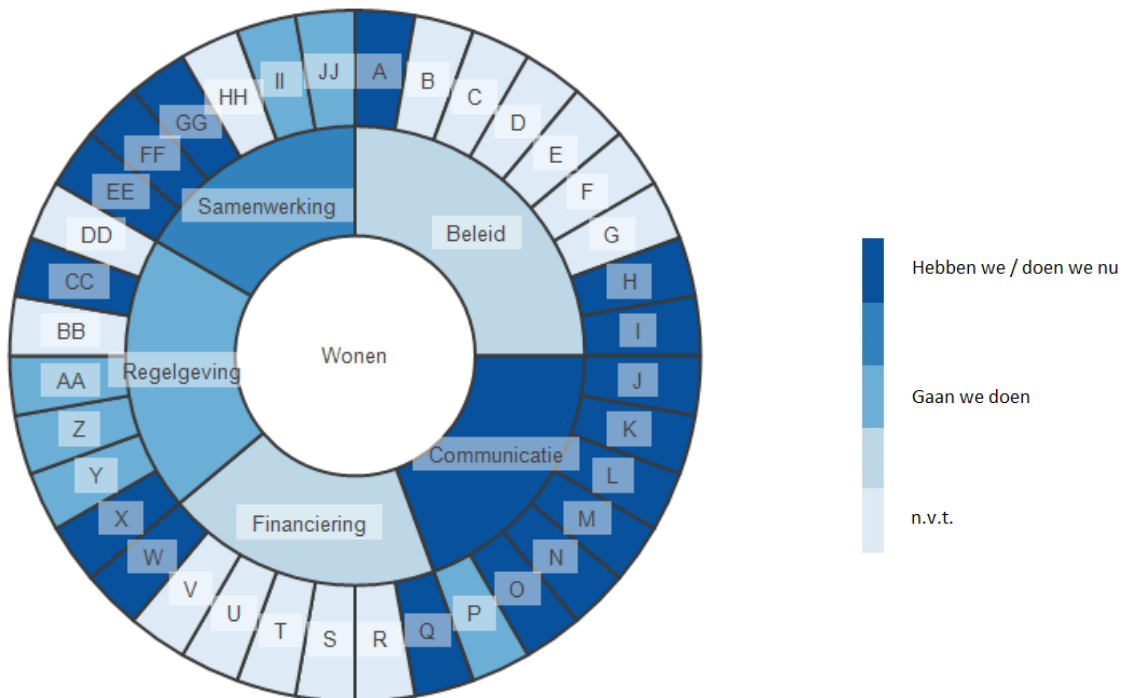 A
B
C
D
E
F
G
H
I
J
K
L
M
N
O
P
Q
R
S
T
U
V
W
X
Y
Z
AA
BB
CC
DD
EE
FF
GG
HH
II
JJ
Beleid
Communicatie
Financiering
Regelgeving
Samenwerking
Wonen
Hebben we / doen we nu
Gaan we doen
n.v.t.